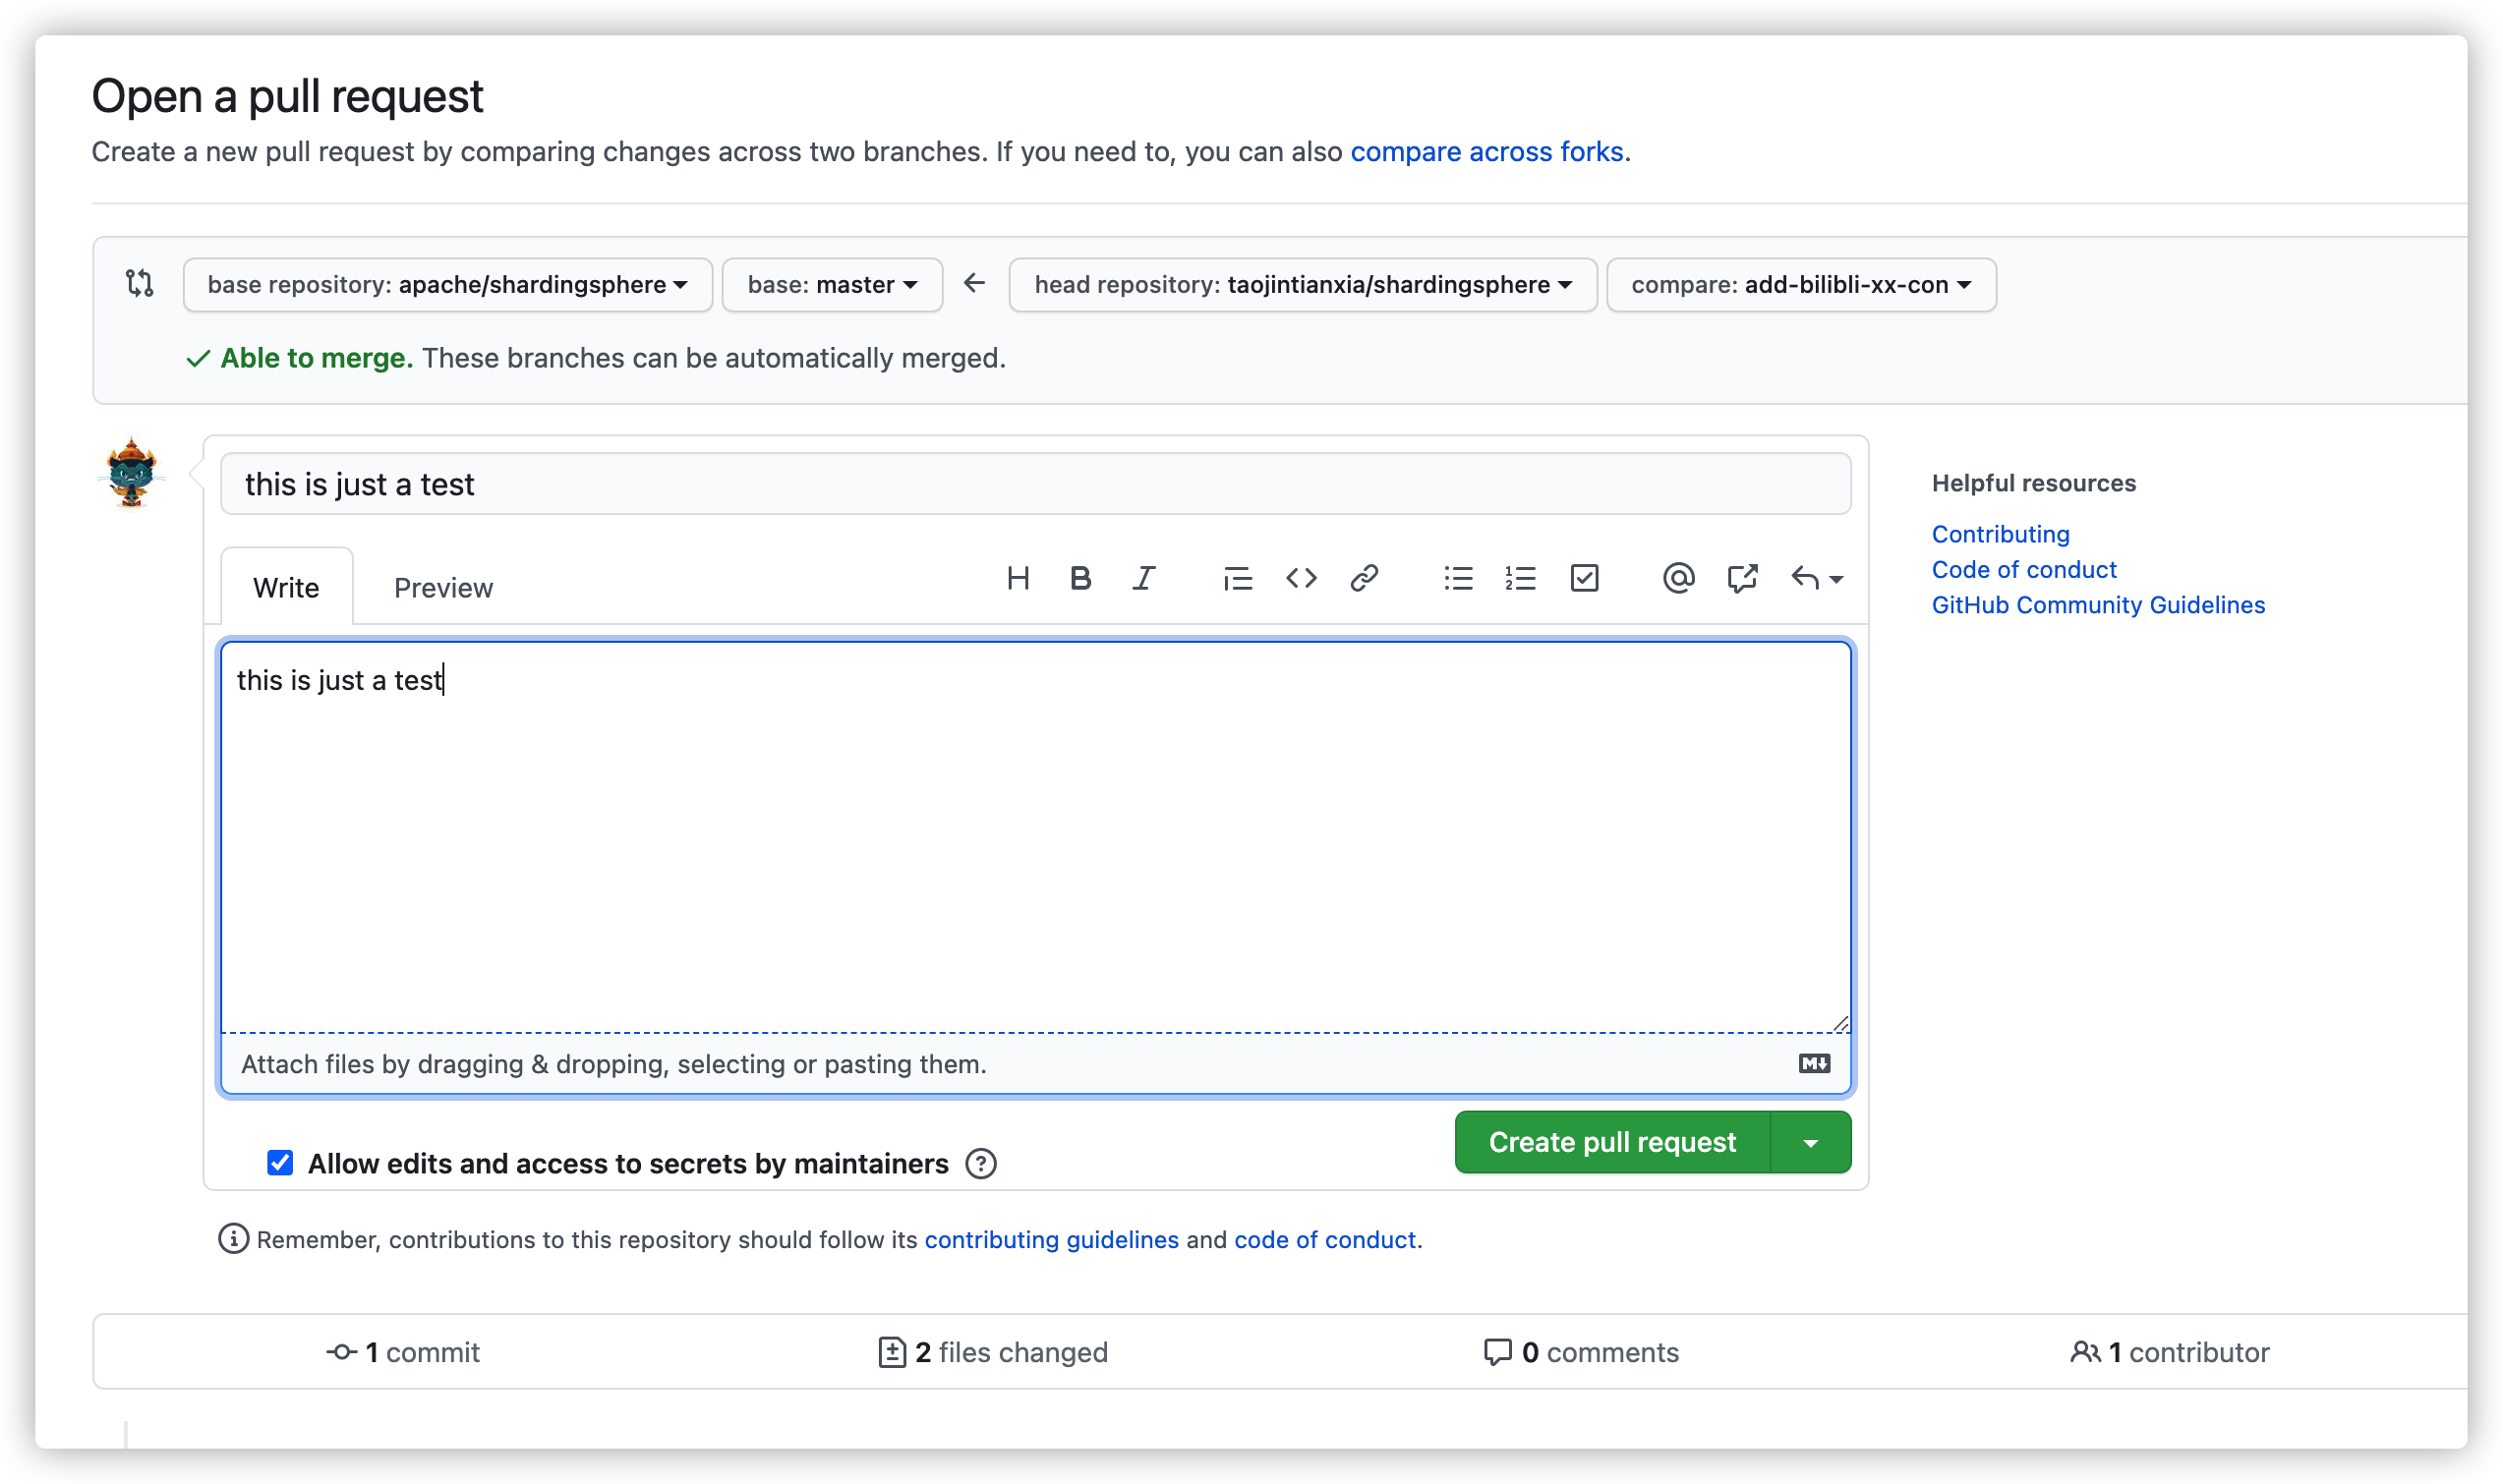 Open a pull request
Create a new pull request by comparing changes across two branches. If you need to, you can also compare across forks.
base repository: apache/shardingsphere base: master head repository: taojintianxia/shardingsphere compare: add-bilibli-xx-con
Able to merge. These branches can be automatically merged.
this is just a test
Write Preview
this is just a test
Attach files by dragging & dropping, selecting or pasting them.
Allow edits and access to secrets by maintainers
Create pull request
Remember, contributions to this repository should follow its contributing guidelines and code of conduct.
Helpful resources
Contributing
Code of conduct
GitHub Community Guidelines
1 commit 2 files changed 0 comments 1 contributor